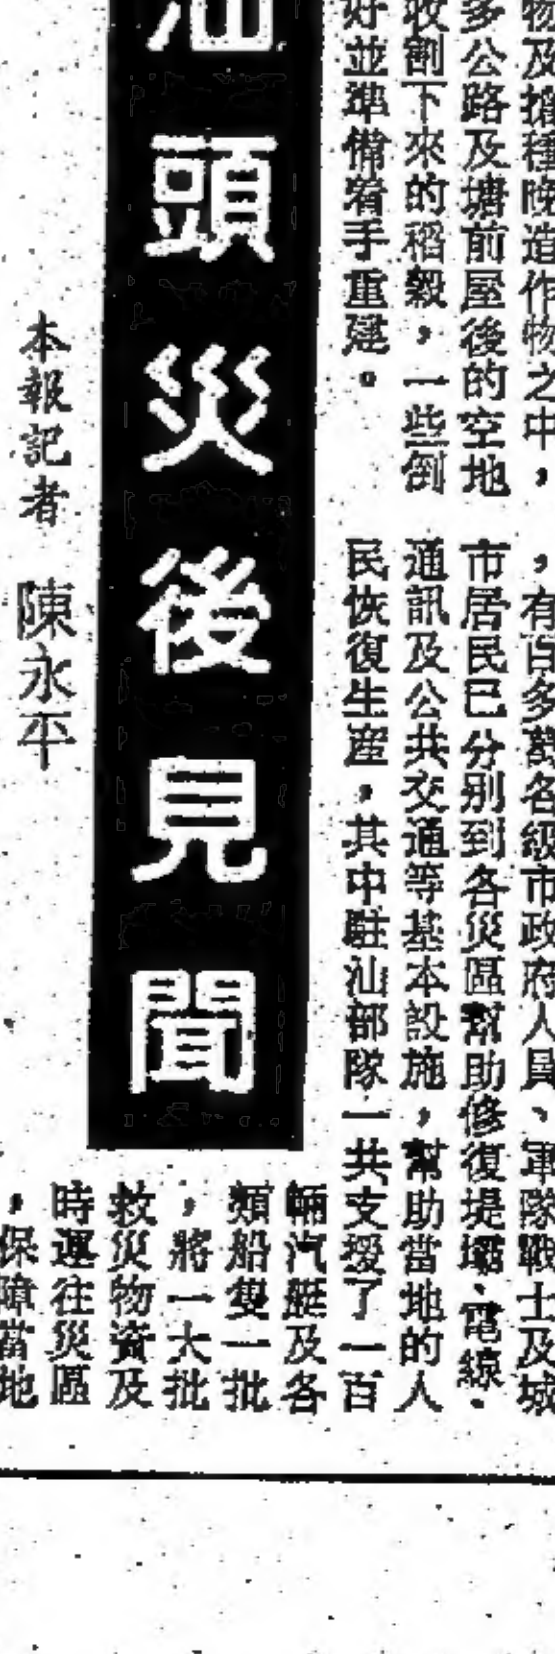 汕頭災後見聞
本報記者 陳永平
物及搶種晚造作物之中，
多公路及塘前屋後的空地
收割下來的稻穀，一些倒
好並準備着手重建。
，有百多萬各級市政府人員、軍隊戰士及城
市居民已分別到各災區幫助修復堤壩、電線、
通訊及公共交通等基本設施，幫助當地的人
民恢復生產，其中駐汕部隊一共支援了一百
輛汽艇及各
類船隻一批
，將一大批
救災物資及
時運往災區
，保障當地